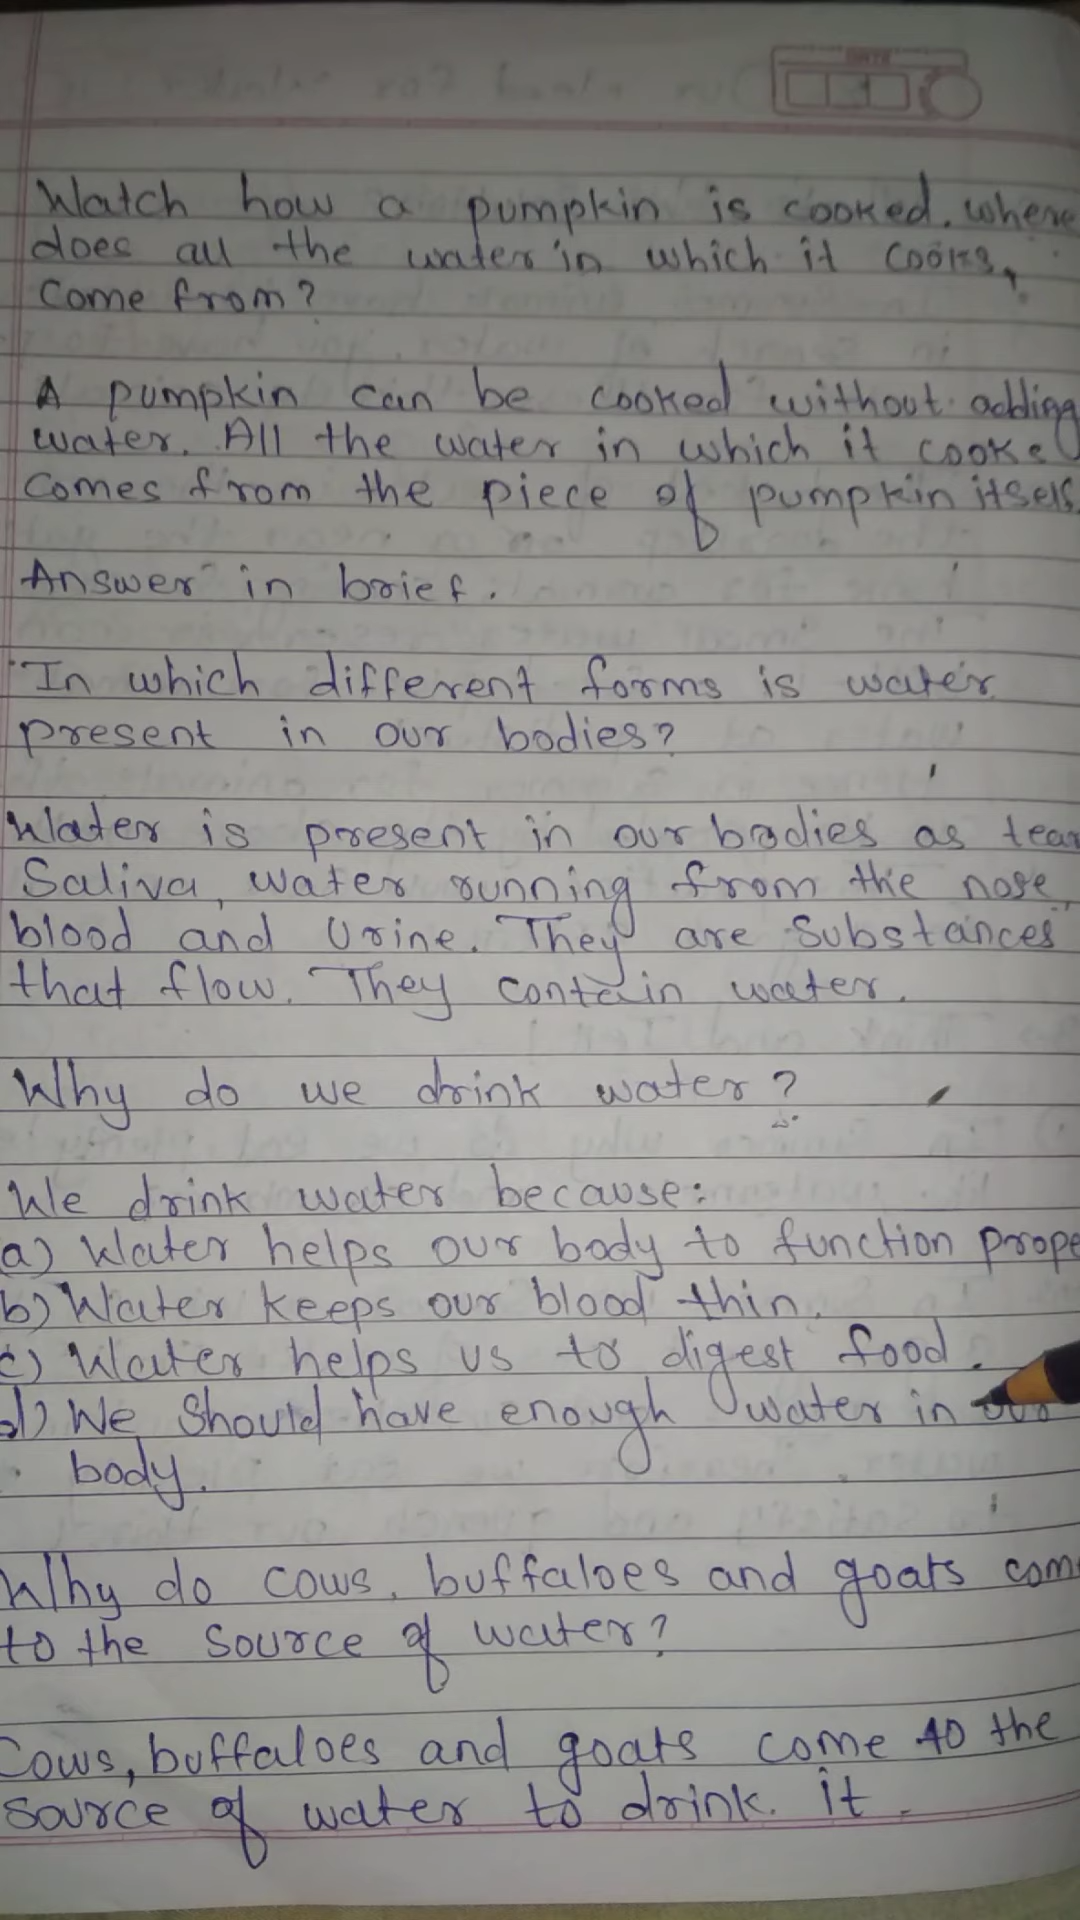 DATE
Watch how a pumpkin is cooked. where
does all the water in which it cooks,
Come from?
A pumpkin can be cooked without adding
water. All the water in which it cooks
Comes from the piece of pumpkin itself.
Answer in brief.
In which different forms is water
present in our bodies?
Water is present in our bodies as tear
Saliva, water running from the nose,
blood and Urine. They are Substances
that flow. They contain water.
Why do we drink water?
We drink water because:
a) Water helps our body to function prope
b) Water keeps our blood thin.
c) Water helps us to digest food.
d) We Should have enough water in our
body.
Why do cows, buffaloes and goats com
to the Source of water?
Cows, buffaloes and goats come to the
source of water to drink it.